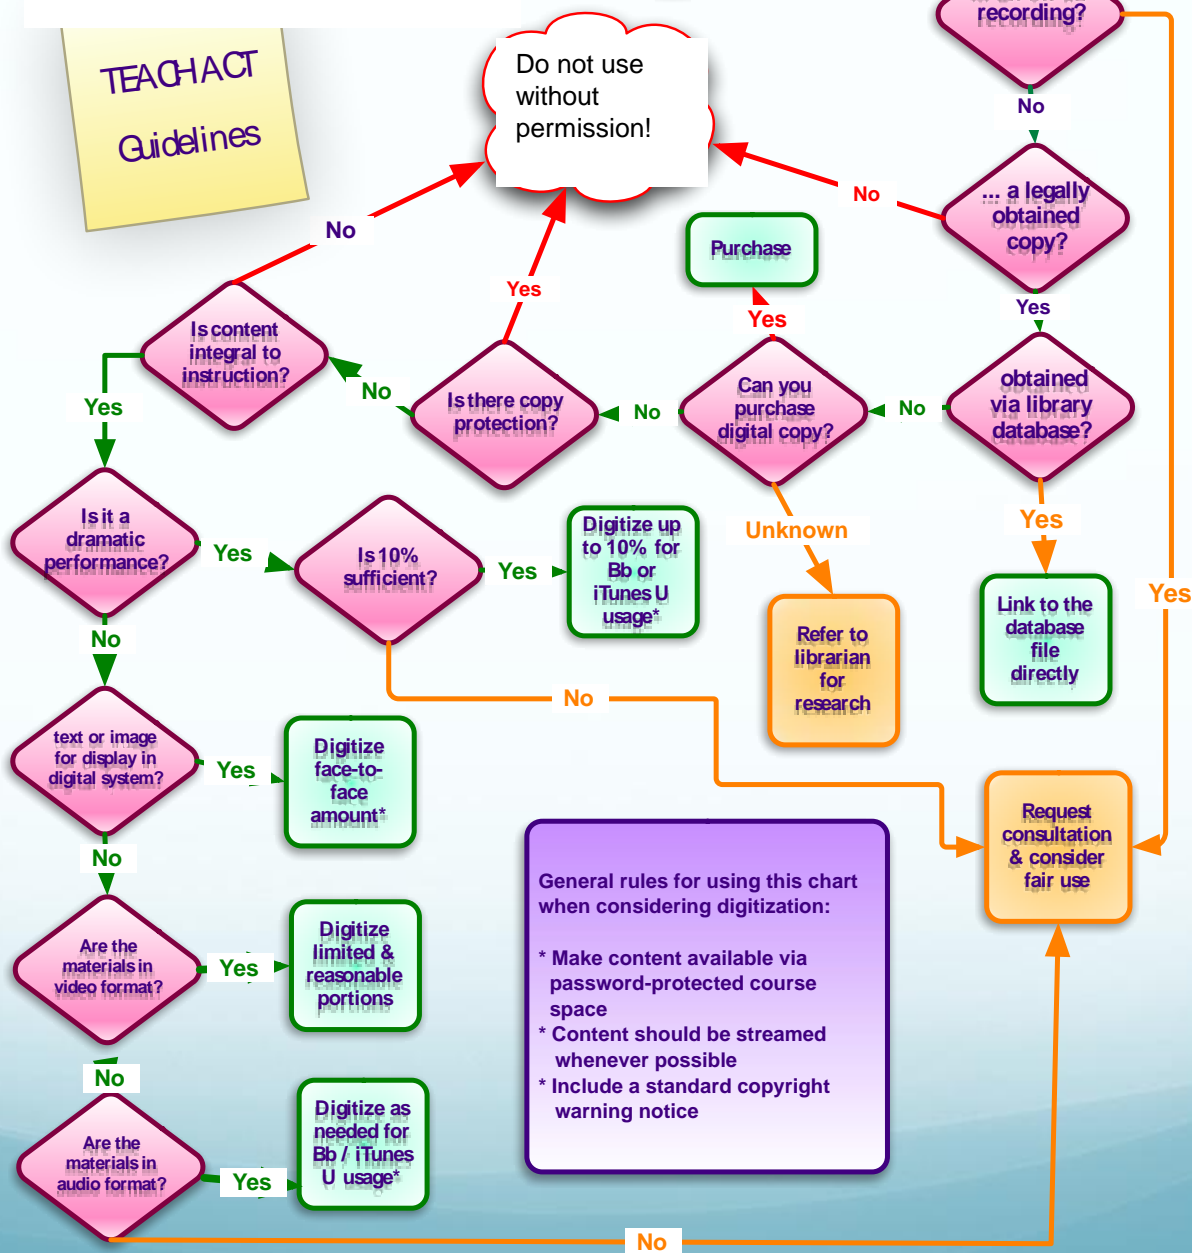 recording?
TEACH ACT
Guidelines
Do not use
without
permission!
No
No
... a legally
obtained
copy?
No
Purchase
Yes
Yes
Yes
Is content
integral to
instruction?
No
Is there copy
protection?
No
Can you
purchase
digital copy?
No
obtained
via library
database?
Yes
Is it a
dramatic
performance?
Yes
Is 10%
sufficient?
Yes
Digitize up
to 10% for
Bb or
iTunes U
usage*
Unknown
Yes
Refer to
librarian
for
research
Link to the
database
file
directly
Yes
No
No
text or image
for display in
digital system?
Yes
Digitize
face-to-
face
amount*
Request
consultation
& consider
fair use
No
Are the
materials in
video format?
Yes
Digitize
limited &
reasonable
portions
General rules for using this chart
when considering digitization:
* Make content available via
password-protected course
space
* Content should be streamed
whenever possible
* Include a standard copyright
warning notice
No
Are the
materials in
audio format?
Yes
Digitize as
needed for
Bb / iTunes
U usage*
No